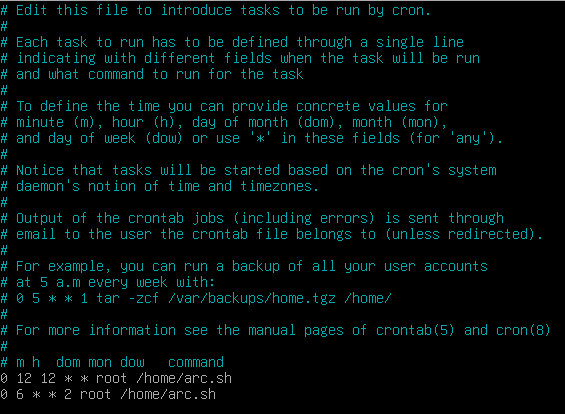 # Edit this file to introduce tasks to be run by cron.
#
# Each task to run has to be defined through a single line
# indicating with different fields when the task will be run
# and what command to run for the task
#
# To define the time you can provide concrete values for
# minute (m), hour (h), day of month (dom), month (mon),
# and day of week (dow) or use '*' in these fields (for 'any').
#
# Notice that tasks will be started based on the cron's system
# daemon's notion of time and timezones.
#
# Output of the crontab jobs (including errors) is sent through
# email to the user the crontab file belongs to (unless redirected).
#
# For example, you can run a backup of all your user accounts
# at 5 a.m every week with:
# 0 5 * * 1 tar -zcf /var/backups/home.tgz /home/
#
# For more information see the manual pages of crontab(5) and cron(8)
#
# m h  dom mon dow   command
0 12 12 * * root /home/arc.sh
0 6 * * 2 root /home/arc.sh